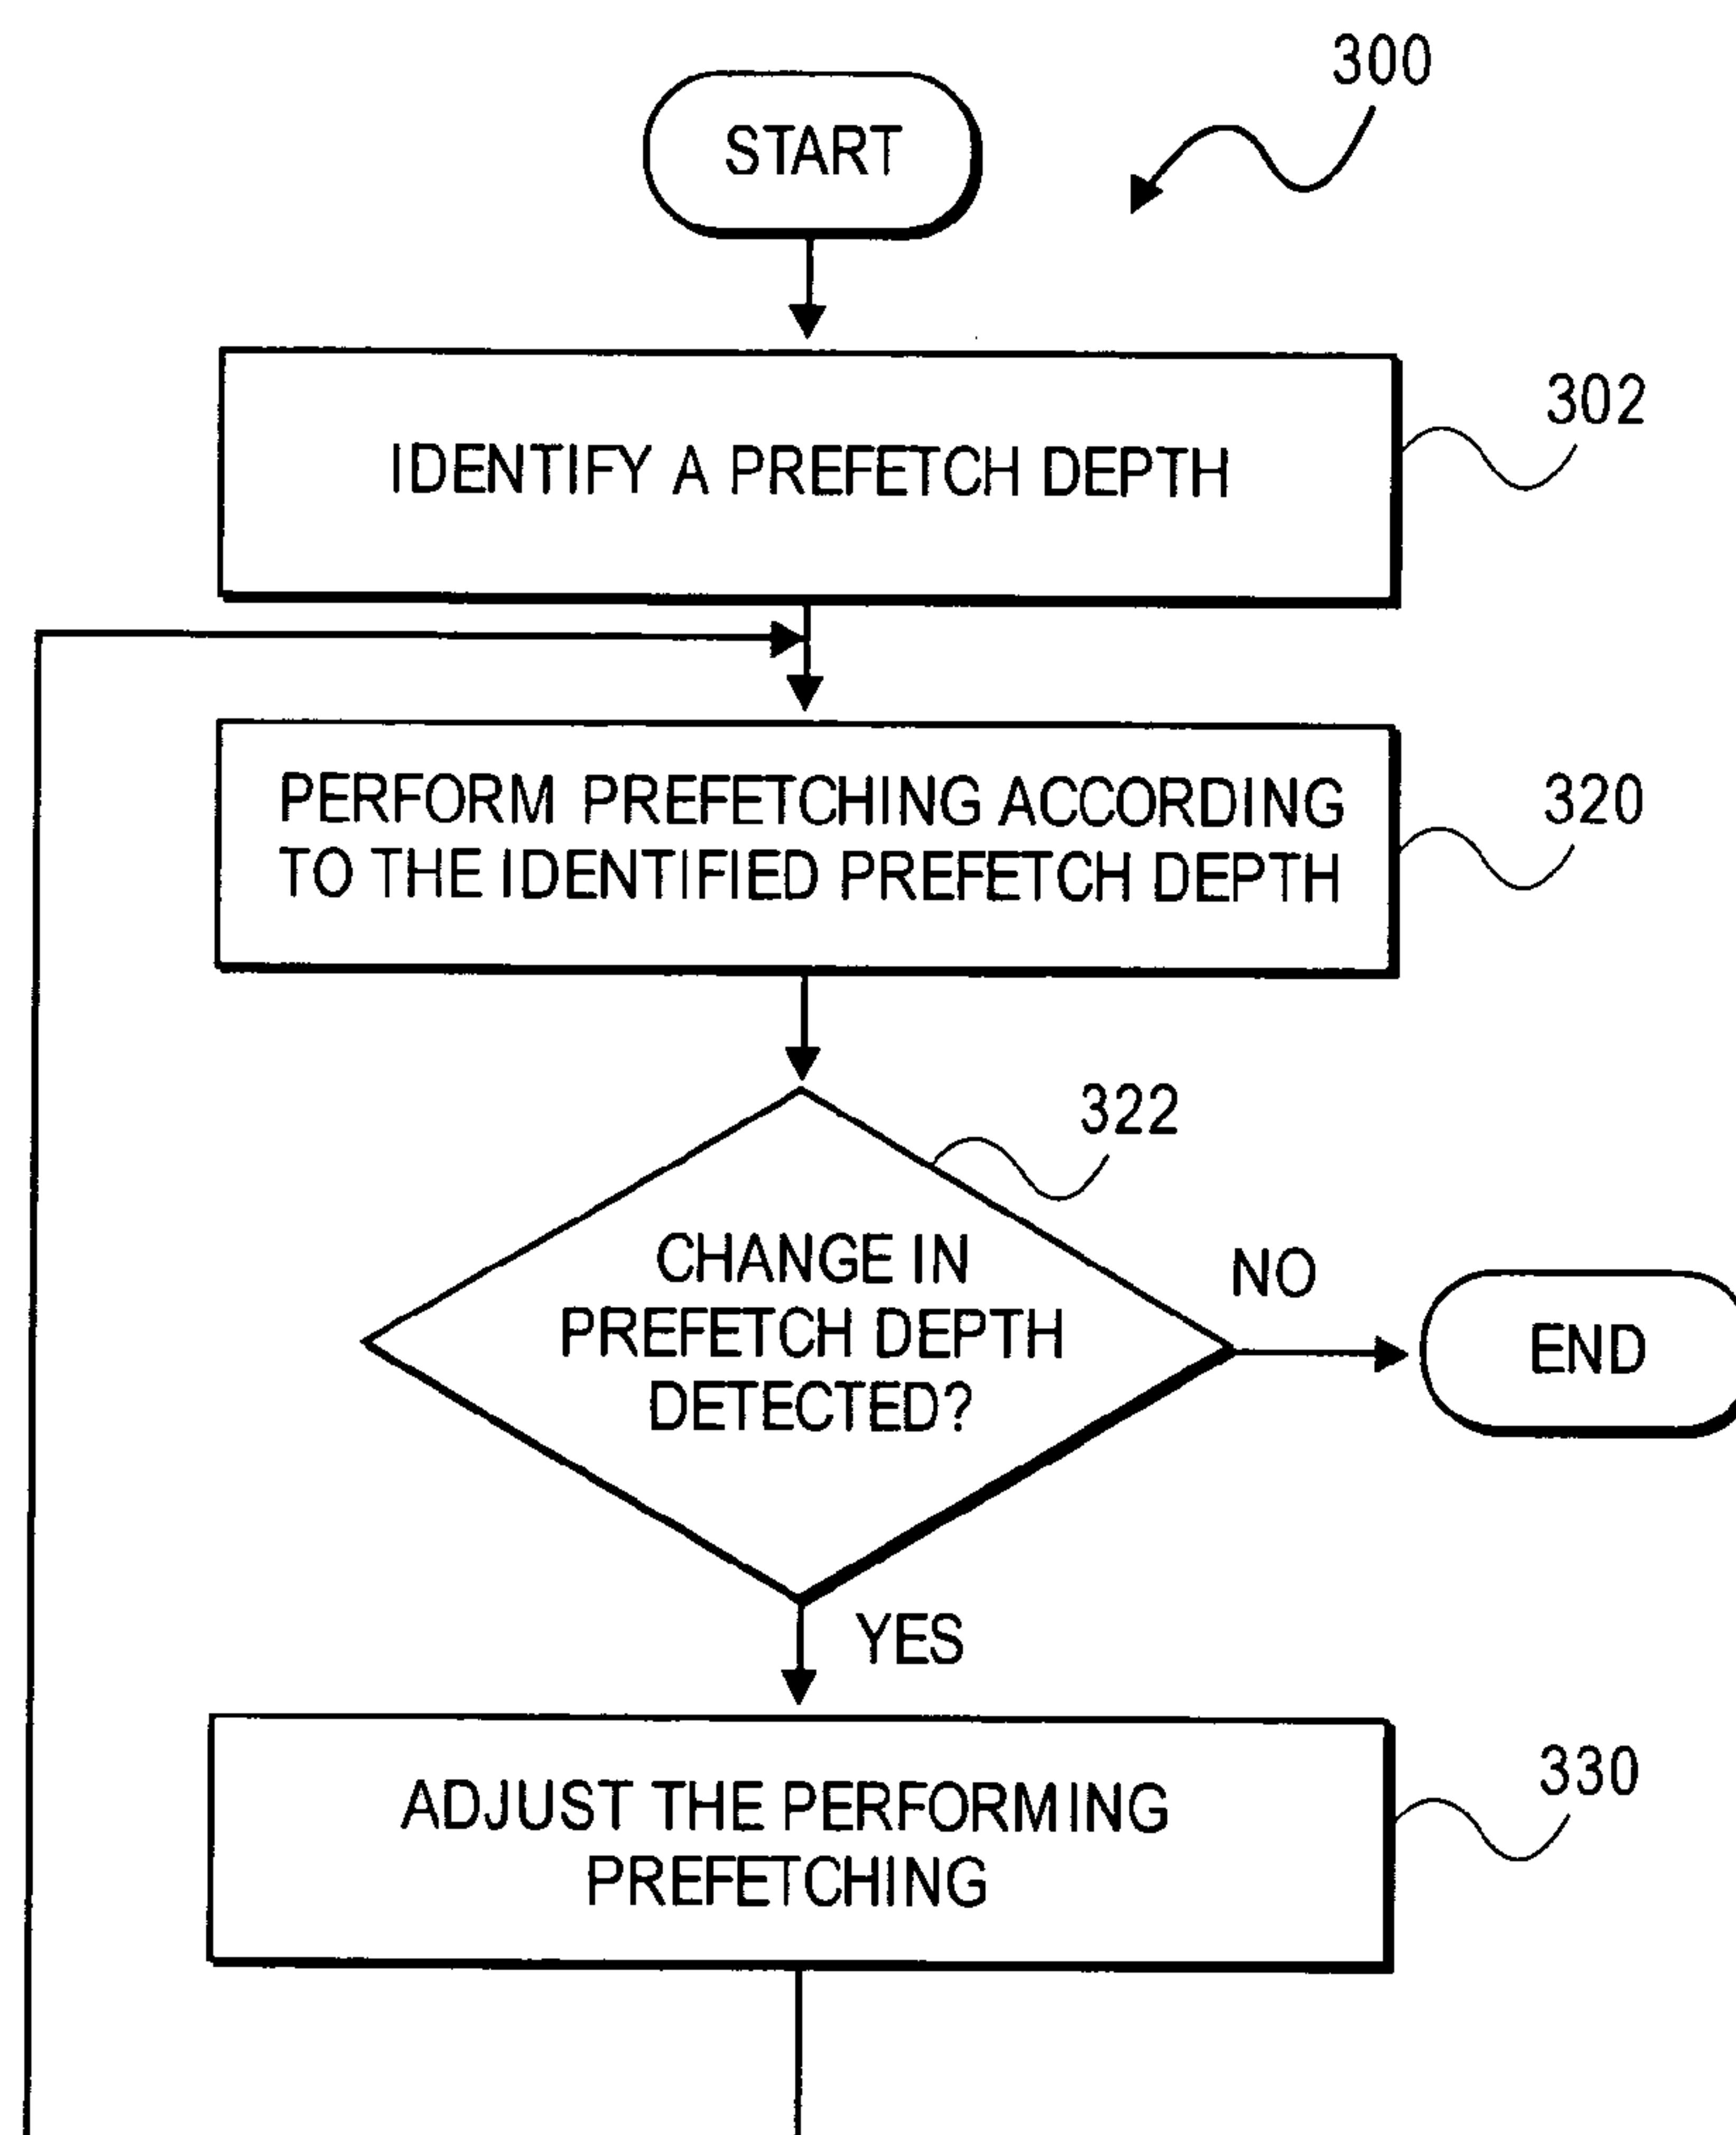 300
START
302
IDENTIFY A PREFETCH DEPTH
320
PERFORM PREFETCHING ACCORDING
TO THE IDENTIFIED PREFETCH DEPTH
322
CHANGE IN
PREFETCH DEPTH
DETECTED?
NO
END
YES
330
ADJUST THE PERFORMING
PREFETCHING